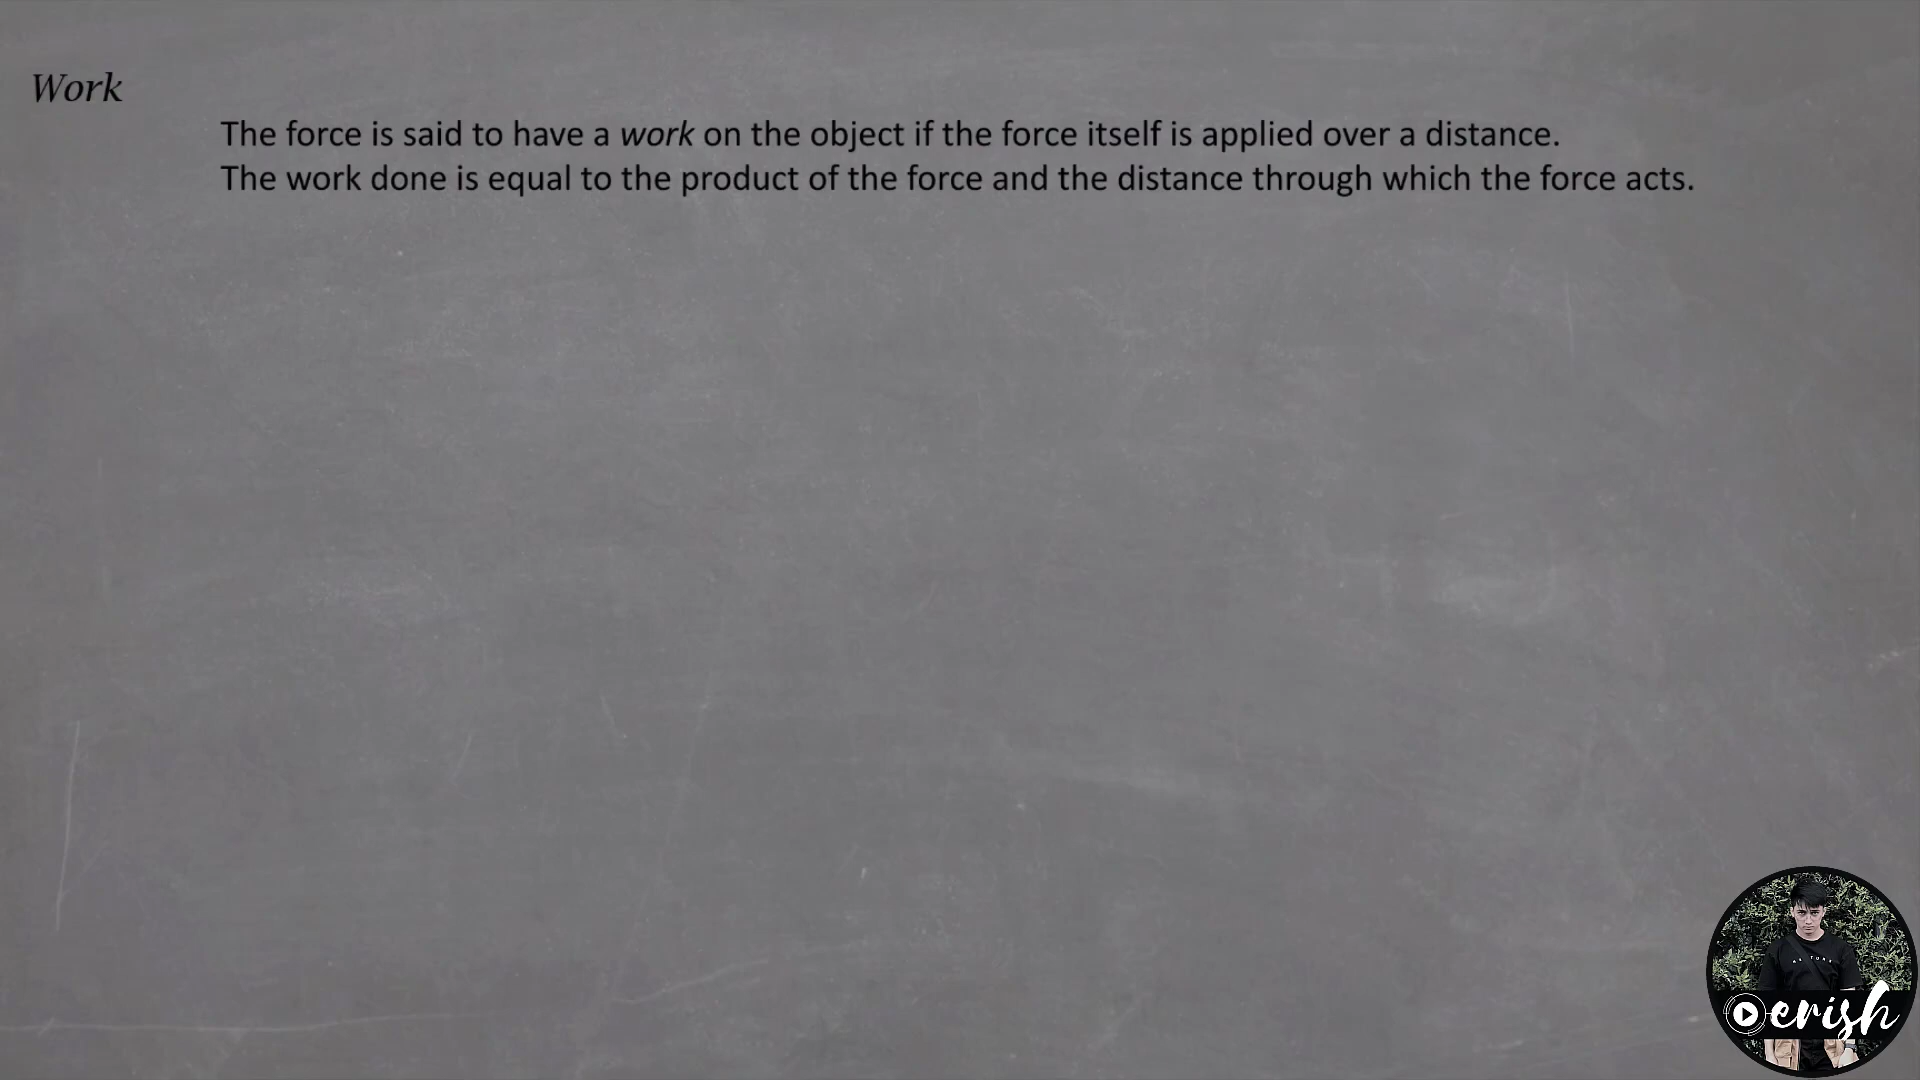 Work
The force is said to have a work on the object if the force itself is applied over a distance.
The work done is equal to the product of the force and the distance through which the force acts.
erish